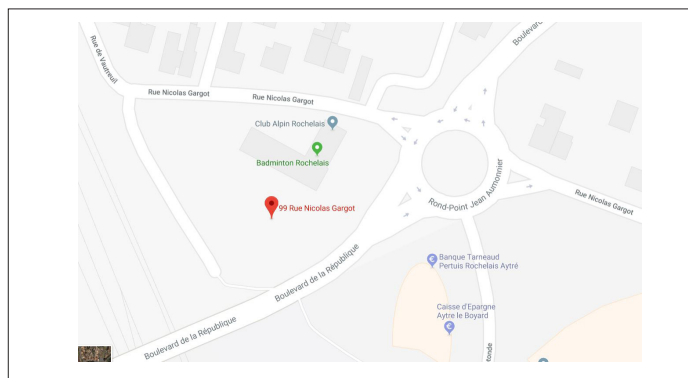 Boulevard
Rue de Vautreuil
Rue Nicolas Gargot
Rue Nicolas Gargot
Club Alpin Rochelais
Badminton Rochelais
99 Rue Nicolas Gargot
Rond-Point Jean Aumonnier
Rue Nicolas Gargot
Boulevard de la République
Banque Tarneaud
Pertuis Rochelais Aytré
Caisse d'Epargne
Aytre le Boyard
Boulevard de la République
tonde